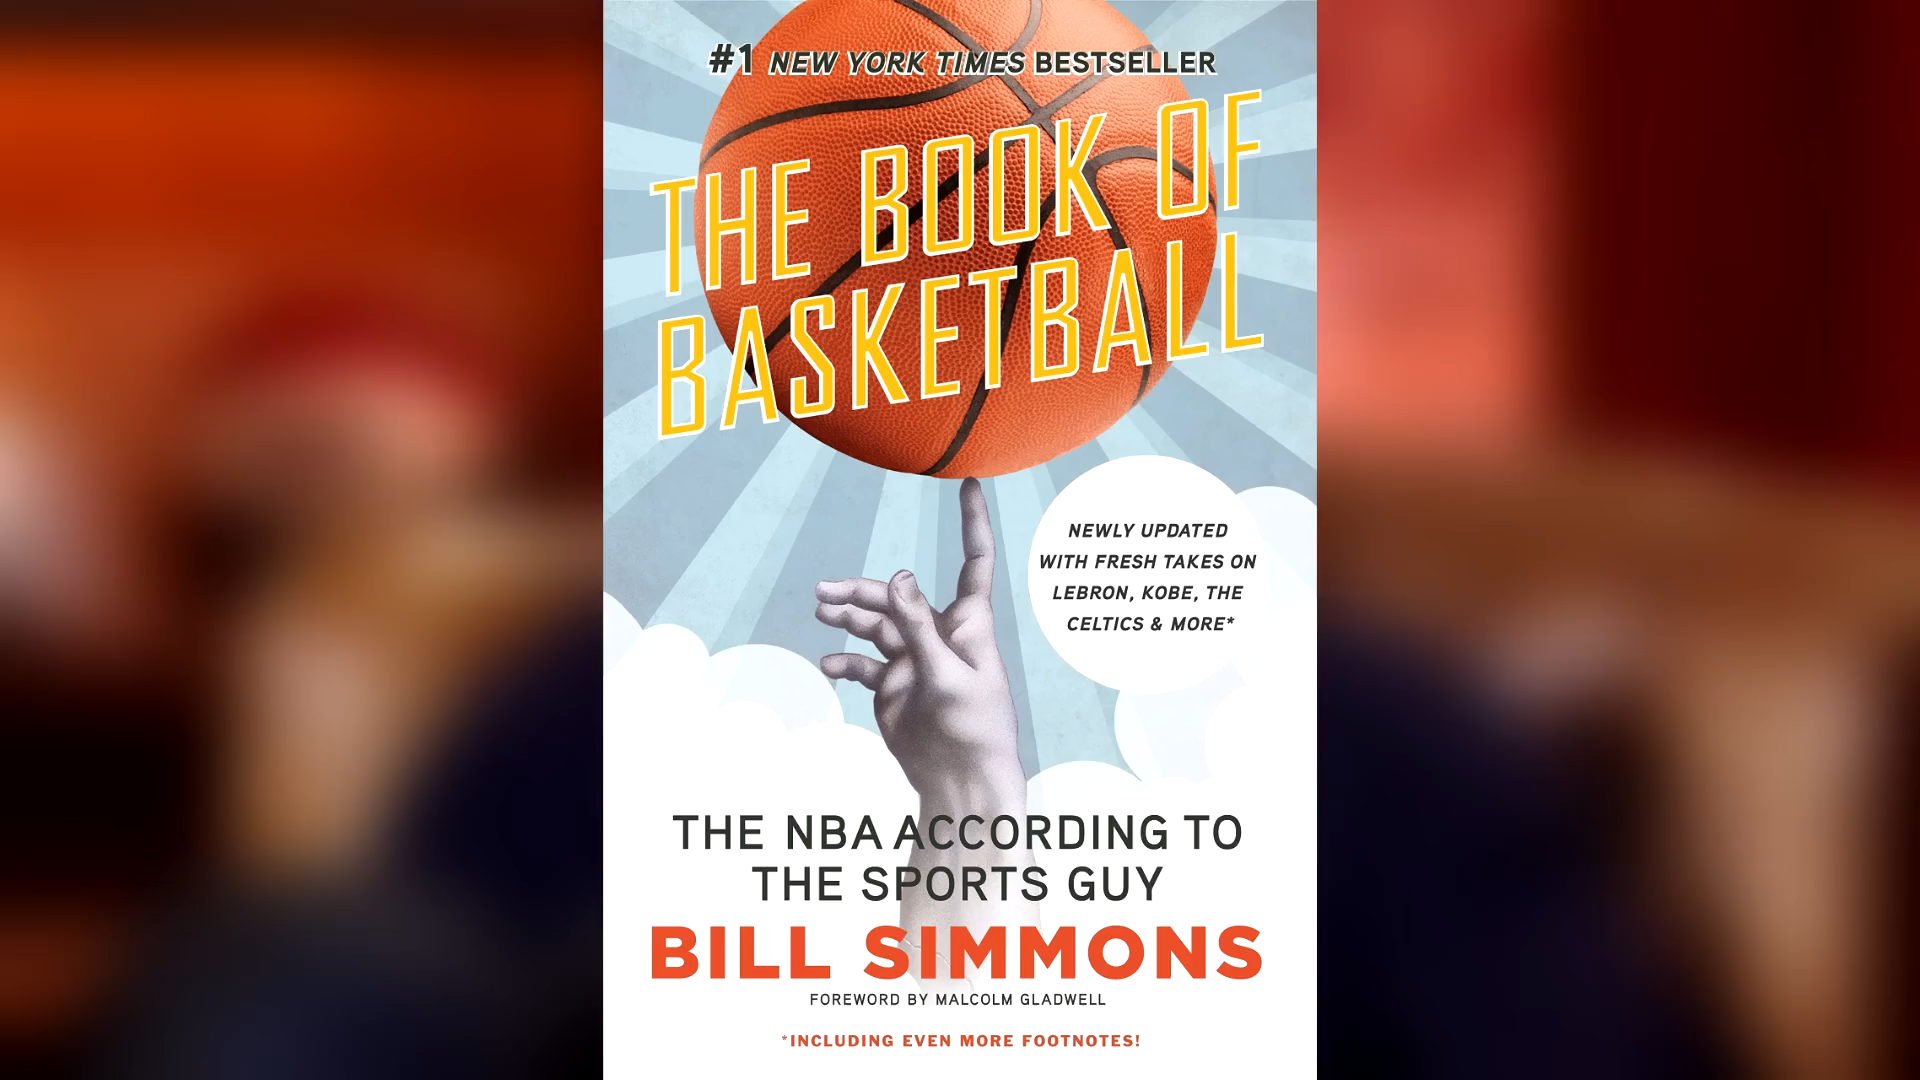 #1 NEW YORK TIMES BESTSELLER
THE BOOK OF
BASKETBALL
NEWLY UPDATED
WITH FRESH TAKES ON
LEBRON, KOBE, THE
CELTICS & MORE*
THE NBA ACCORDING TO
THE SPORTS GUY
BILL SIMMONS
FOREWORD BY MALCOLM GLADWELL
*INCLUDING EVEN MORE FOOTNOTES!